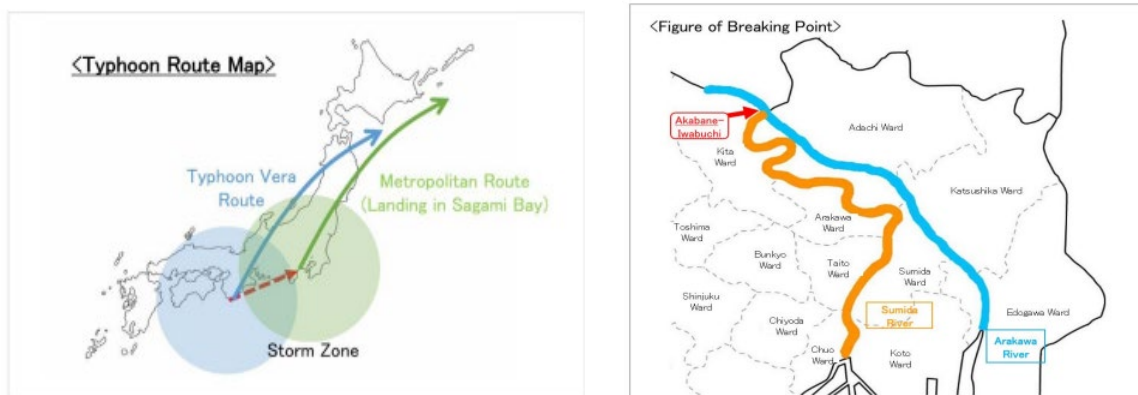 <Typhoon Route Map>
Typhoon Vera
Route
Metropolitan Route
(Landing in Sagami Bay)
Storm Zone
<Figure of Breaking Point>
Akabane-
Iwabuchi
Adachi Ward
Kita
Ward
Katsushika Ward
Toshima
Ward
Arakawa
Ward
Bunkyo
Ward
Taito
Ward
Sumida
Ward
Shinjuku
Ward
Chiyoda
Ward
Sumida
River
Edogawa Ward
Chuo
Ward
Koto
Ward
Arakawa
River